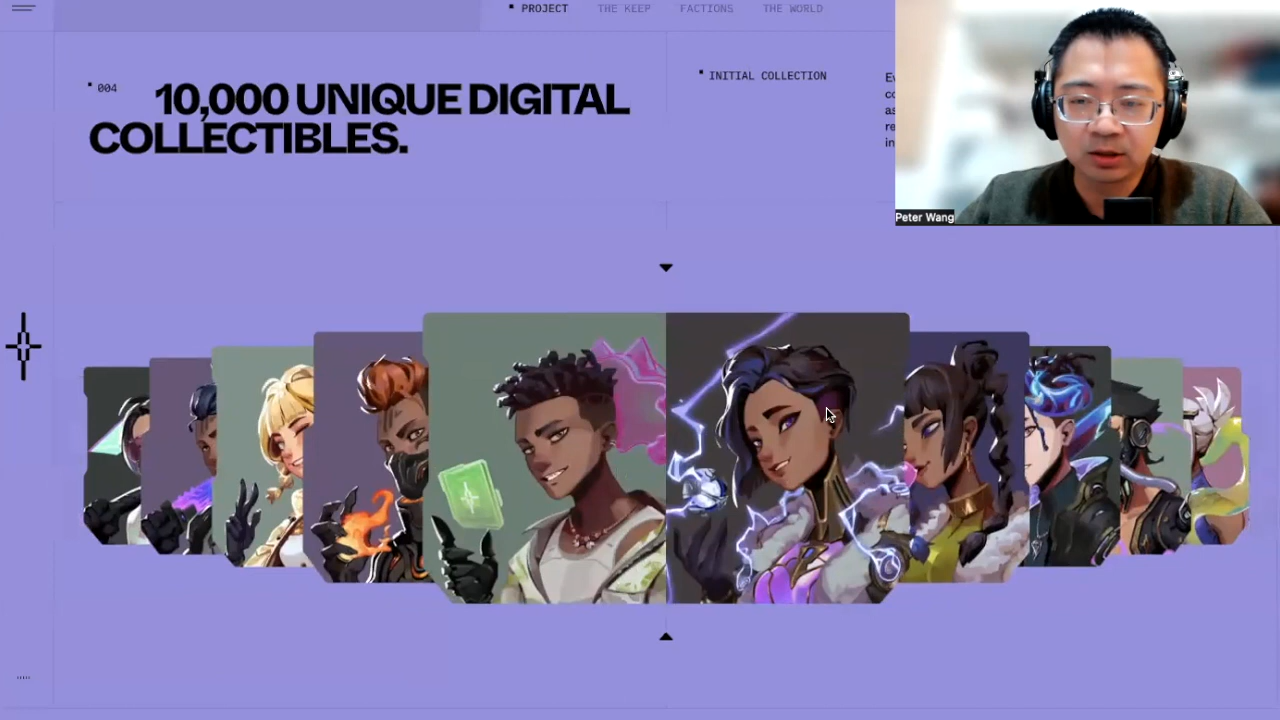 PROJECT
THE KEEP
FACTIONS
THE WORLD
004
10,000 UNIQUE DIGITAL
COLLECTIBLES.
INITIAL COLLECTION
Peter Wang